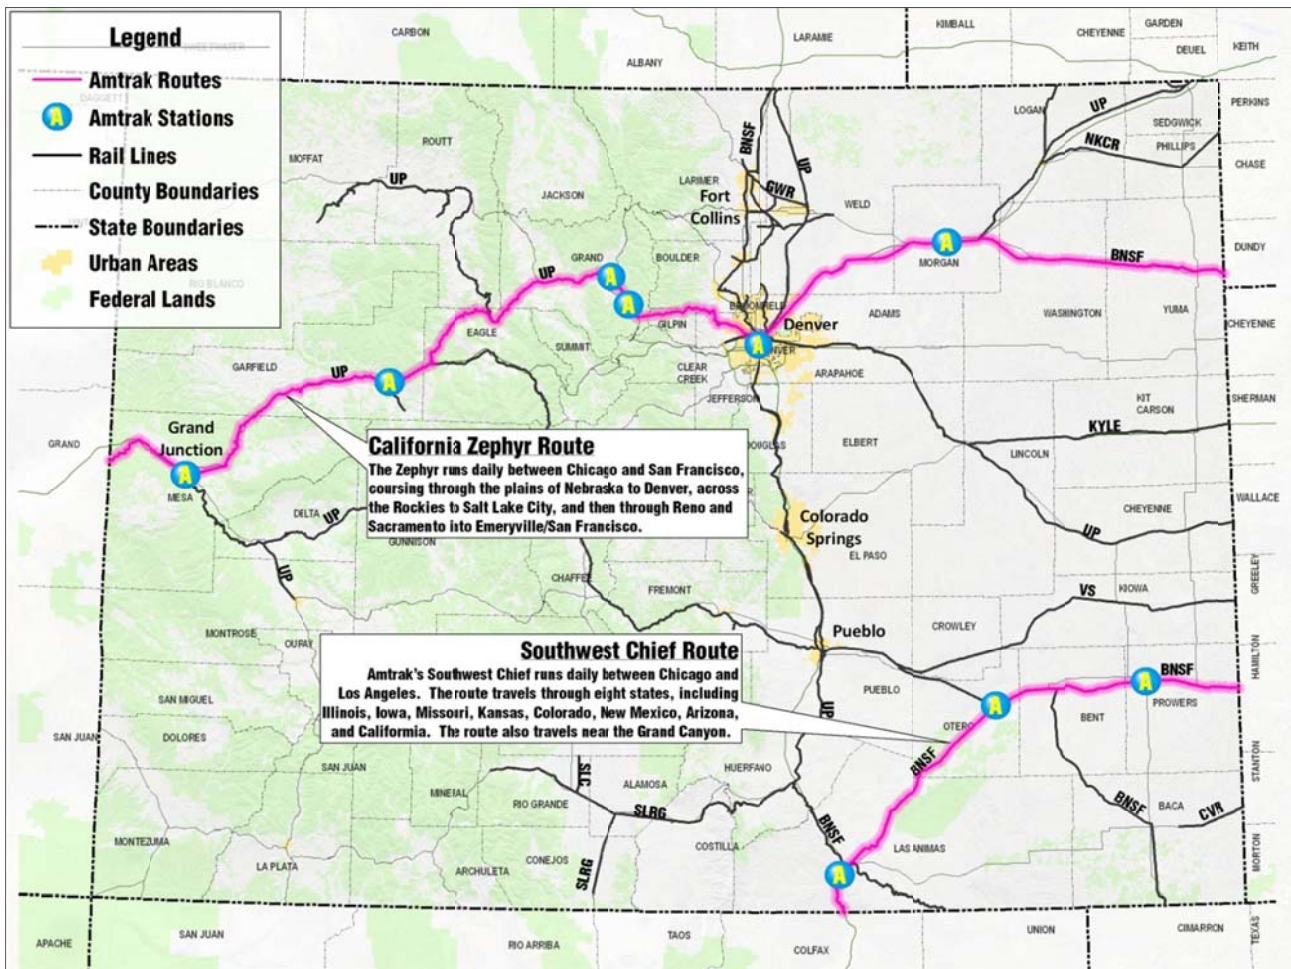 Legend
Amtrak Routes
Amtrak Stations
Rail Lines
County Boundaries
State Boundaries
Urban Areas
Federal Lands
CARBON
ALBANY
LARAMIE
KIMBALL
CHEYENNE
GARDEN
DEUEL
KEITH
PERKINS
CHASE
DUNDY
CHEYENNE
SHERMAN
WALLACE
GREELEY
HAMILTON
STANTON
MORTON
TEXAS
DAGGETT
MOFFAT
ROUTT
UP
JACKSON
LARIMER
BNSF
UP
GWR
Fort
Collins
WELD
LOGAN
UP
NKCR
SEDGWICK
PHILLIPS
RIO BLANCO
GRAND
A
A
BOULDER
UP
A
MORGAN
BNSF
BROOMFIELD
GILPIN
Denver
A
ADAMS
WASHINGTON
YUMA
EAGLE
SUMMIT
GARFIELD
UP
A
CLEAR
CREEK
JEFFERSON
ARAPAHOE
KIT
CARSON
GRAND
Grand
Junction
A
MESA
California Zephyr Route
The Zephyr runs daily between Chicago and San Francisco,
coursing through the plains of Nebraska to Denver, across
the Rockies to Salt Lake City, and then through Reno and
Sacramento into Emeryville/San Francisco.
ELBERT
KYLE
LINCOLN
DELTA
UP
GUNNISON
Colorado
Springs
EL PASO
CHEYENNE
UP
UP
CHAFFEE
FREMONT
VS
KIOWA
MONTROSE
OURAY
Pueblo
CROWLEY
Southwest Chief Route
Amtrak's Southwest Chief runs daily between Chicago and
Los Angeles. The route travels through eight states, including
Illinois, Iowa, Missouri, Kansas, Colorado, New Mexico, Arizona,
and California. The route also travels near the Grand Canyon.
SAN MIGUEL
DOLORES
SAN JUAN
PUEBLO
UP
A
OTERO
BENT
A
BNSF
PROWERS
BNSF
SAN JUAN
MINERAL
RIO GRANDE
SLC
ALAMOSA
SLRG
HUERFANO
BNSF
BNSF
BACA
CVR
MONTEZUMA
LA PLATA
ARCHULETA
CONEJOS
SLRG
COSTILLA
A
LAS ANIMAS
APACHE
SAN JUAN
RIO ARRIBA
TAOS
COLFAX
UNION
CIMARRON